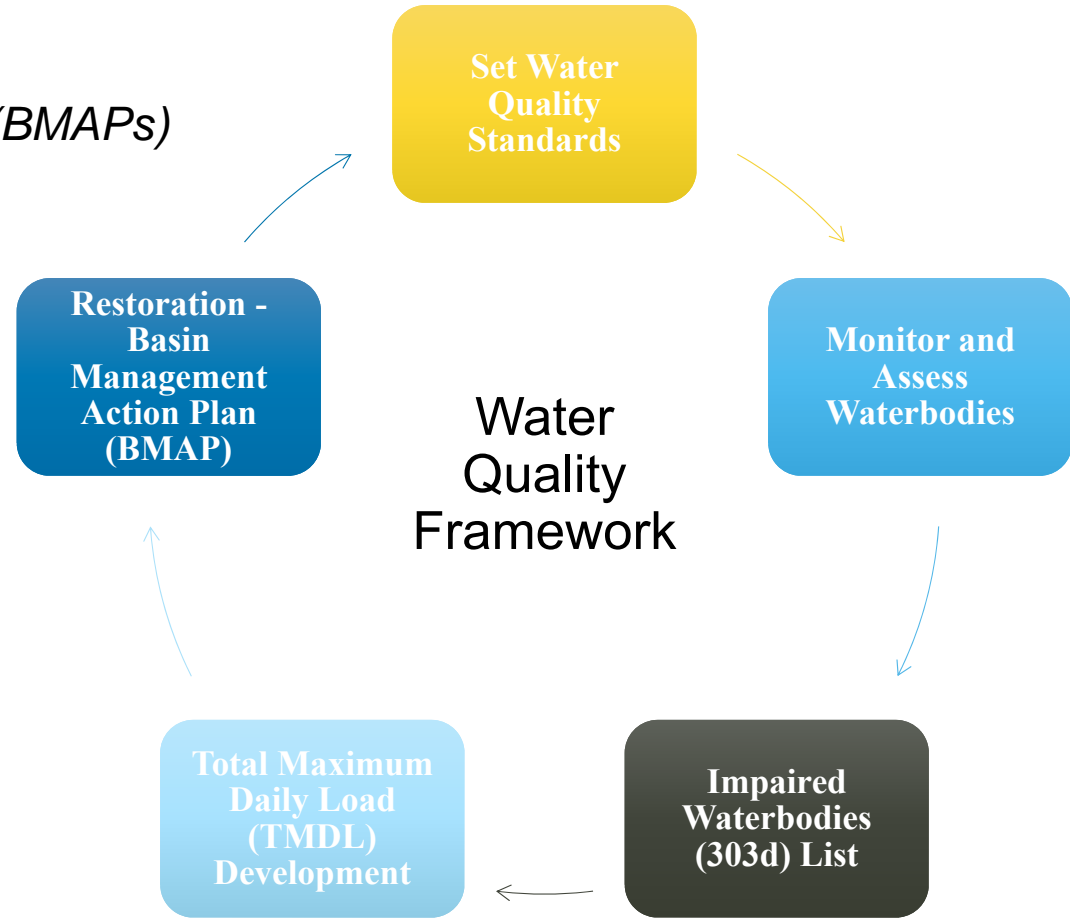 (BMAPs)
Set Water
Quality
Standards
Monitor and
Assess
Waterbodies
Impaired
Waterbodies
(303d) List
Total Maximum
Daily Load
(TMDL)
Development
Restoration -
Basin
Management
Action Plan
(BMAP)
Water
Quality
Framework